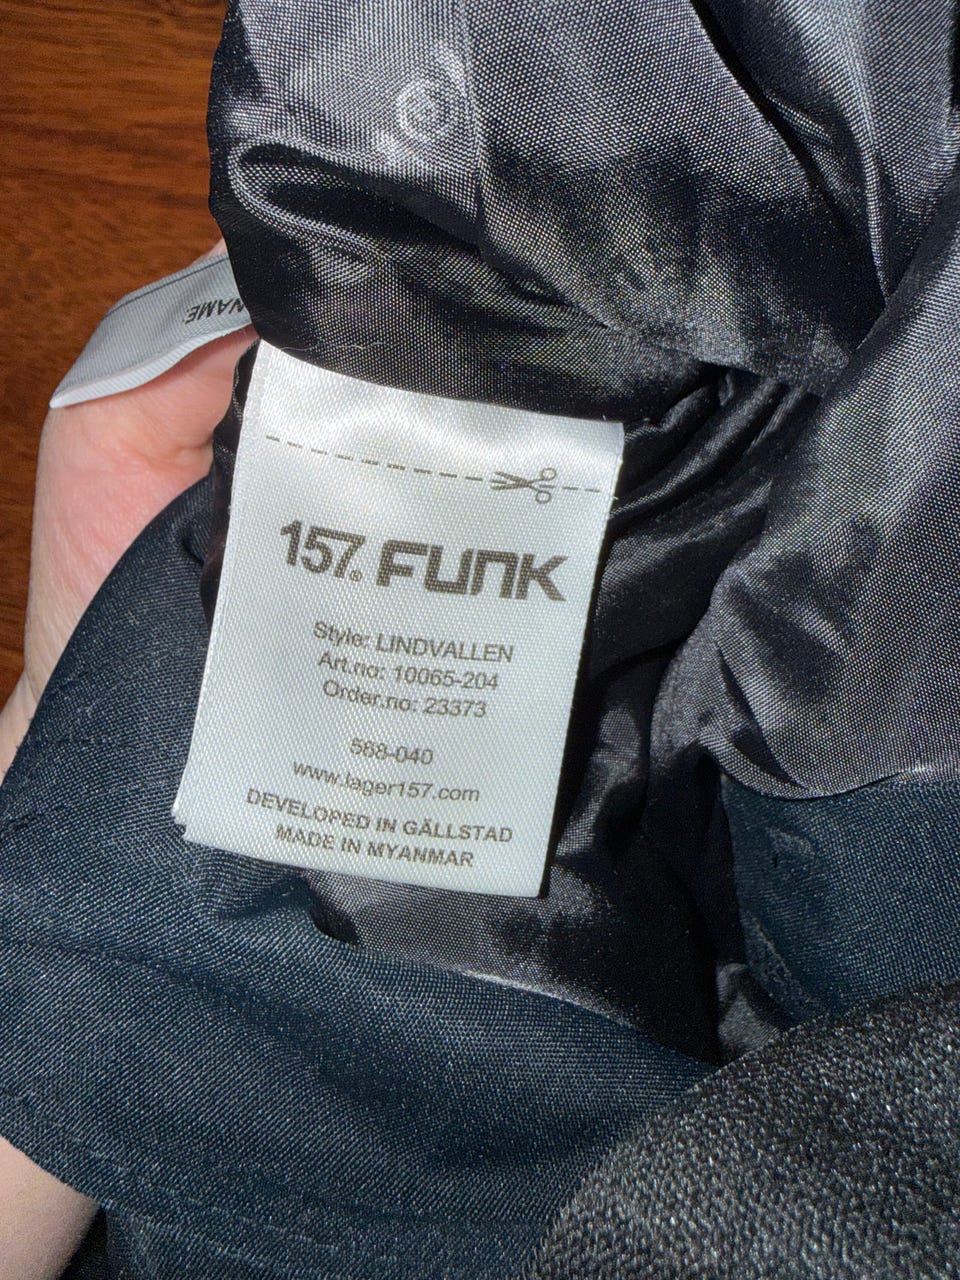 NAME
157. FUNK
Style: LINDVALLEN
Art.no: 10065-204
Order.no: 23373
568-040
www.lager157.com
DEVELOPED IN GÄLLSTAD
MADE IN MYANMAR